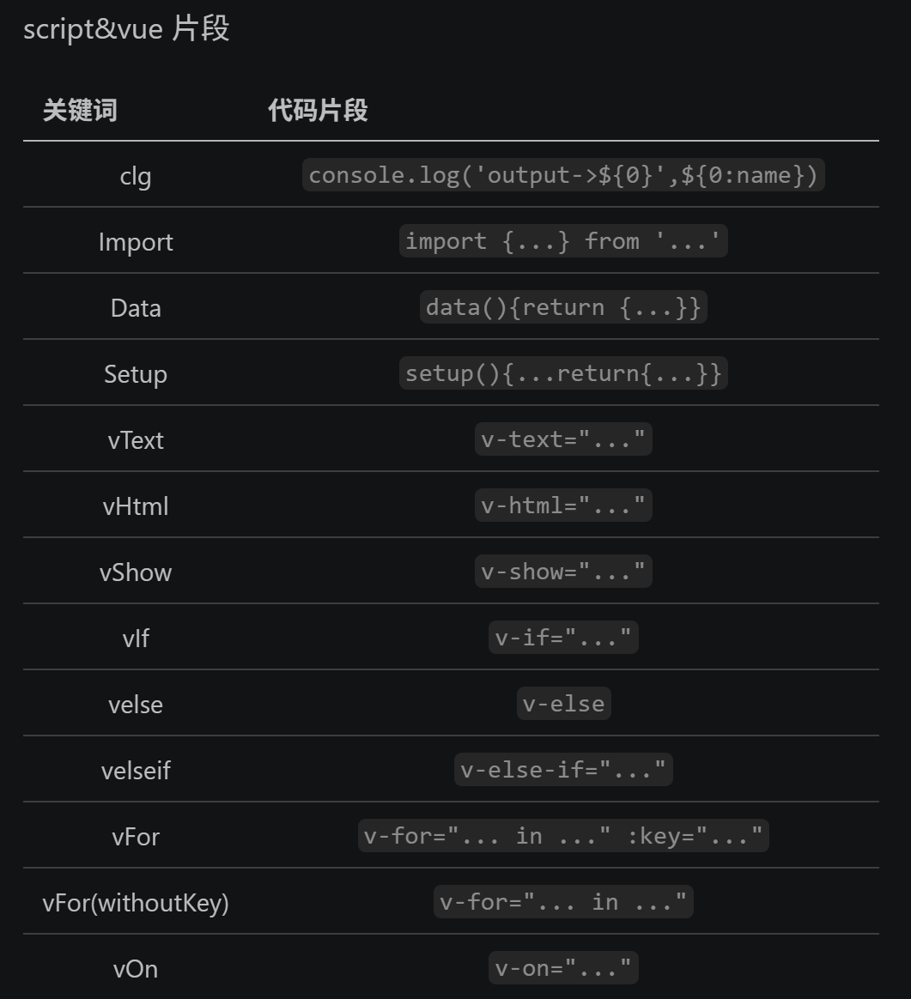 script&vue 片段
关键词 代码片段
clg console.log('output->${0}',${0:name})
Import import {...} from '...'
Data data(){return {...}}
Setup setup(){...return{...}}
vText v-text="..."
vHtml v-html="..."
vShow v-show="..."
vIf v-if="..."
velse v-else
velseif v-else-if="..."
vFor v-for="... in ..." :key="..."
vFor(withoutKey) v-for="... in ..."
vOn v-on="..."